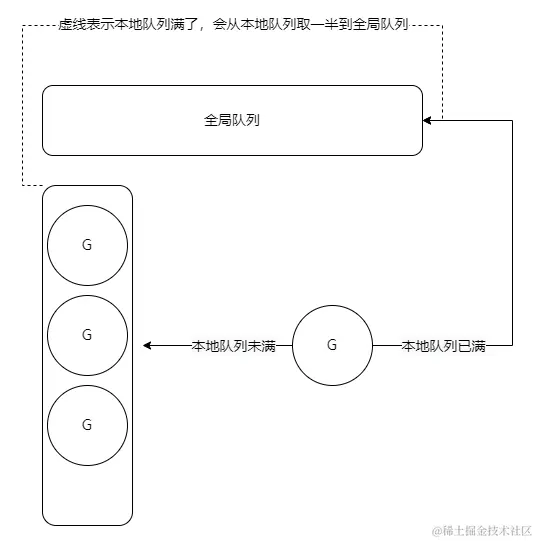 虚线表示本地队列满了，会从本地队列取一半到全局队列
全局队列
G
G
本地队列未满
G
本地队列已满
G
@稀土掘金技术社区